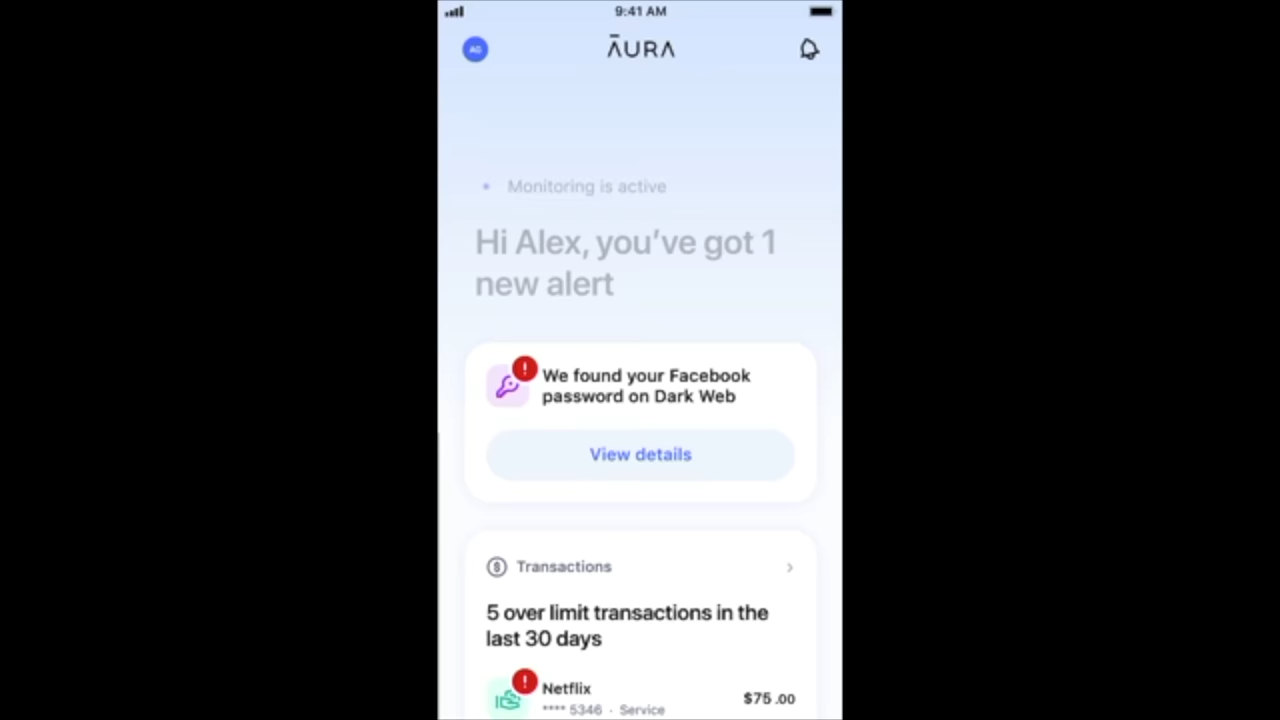 9:41 AM
AG
ĀURA
Monitoring is active
Hi Alex, you’ve got 1
new alert
We found your Facebook
password on Dark Web
View details
Transactions
5 over limit transactions in the
last 30 days
Netflix
$75.00
**** 5346 · Service